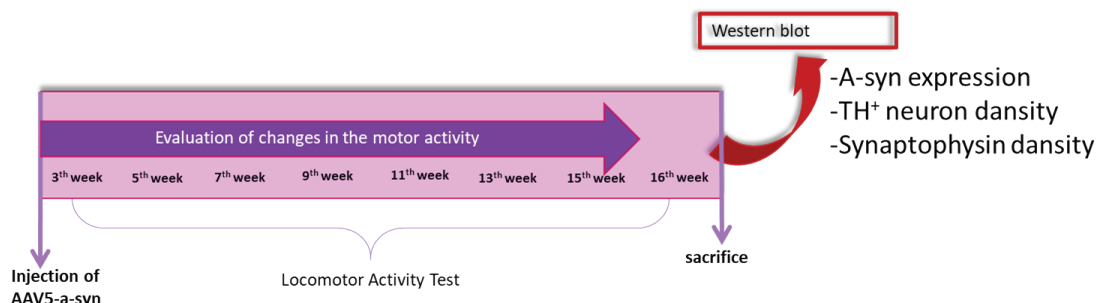 Western blot
-A-syn expression
-TH⁺ neuron dansity
-Synaptophysin dansity
Evaluation of changes in the motor activity
3ᵗʰ week 5ᵗʰ week 7ᵗʰ week 9ᵗʰ week 11ᵗʰ week 13ᵗʰ week 15ᵗʰ week 16ᵗʰ week
sacrifice
Injection of
AAV5-a-syn
Locomotor Activity Test